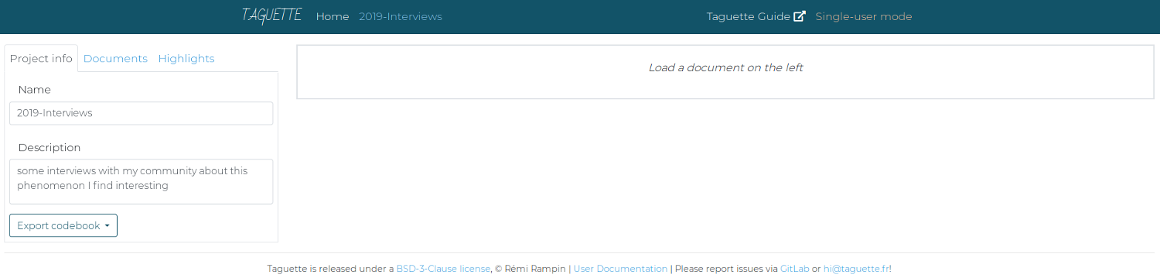 TAGUETTE Home 2019-Interviews Taguette Guide Single-user mode
Project info Documents Highlights
Load a document on the left
Name
2019-Interviews
Description
some interviews with my community about this
phenomenon I find interesting
Export codebook
Taguette is released under a BSD-3-Clause license, © Rémi Rampin | User Documentation | Please report issues via GitLab or hi@taguette.fr!